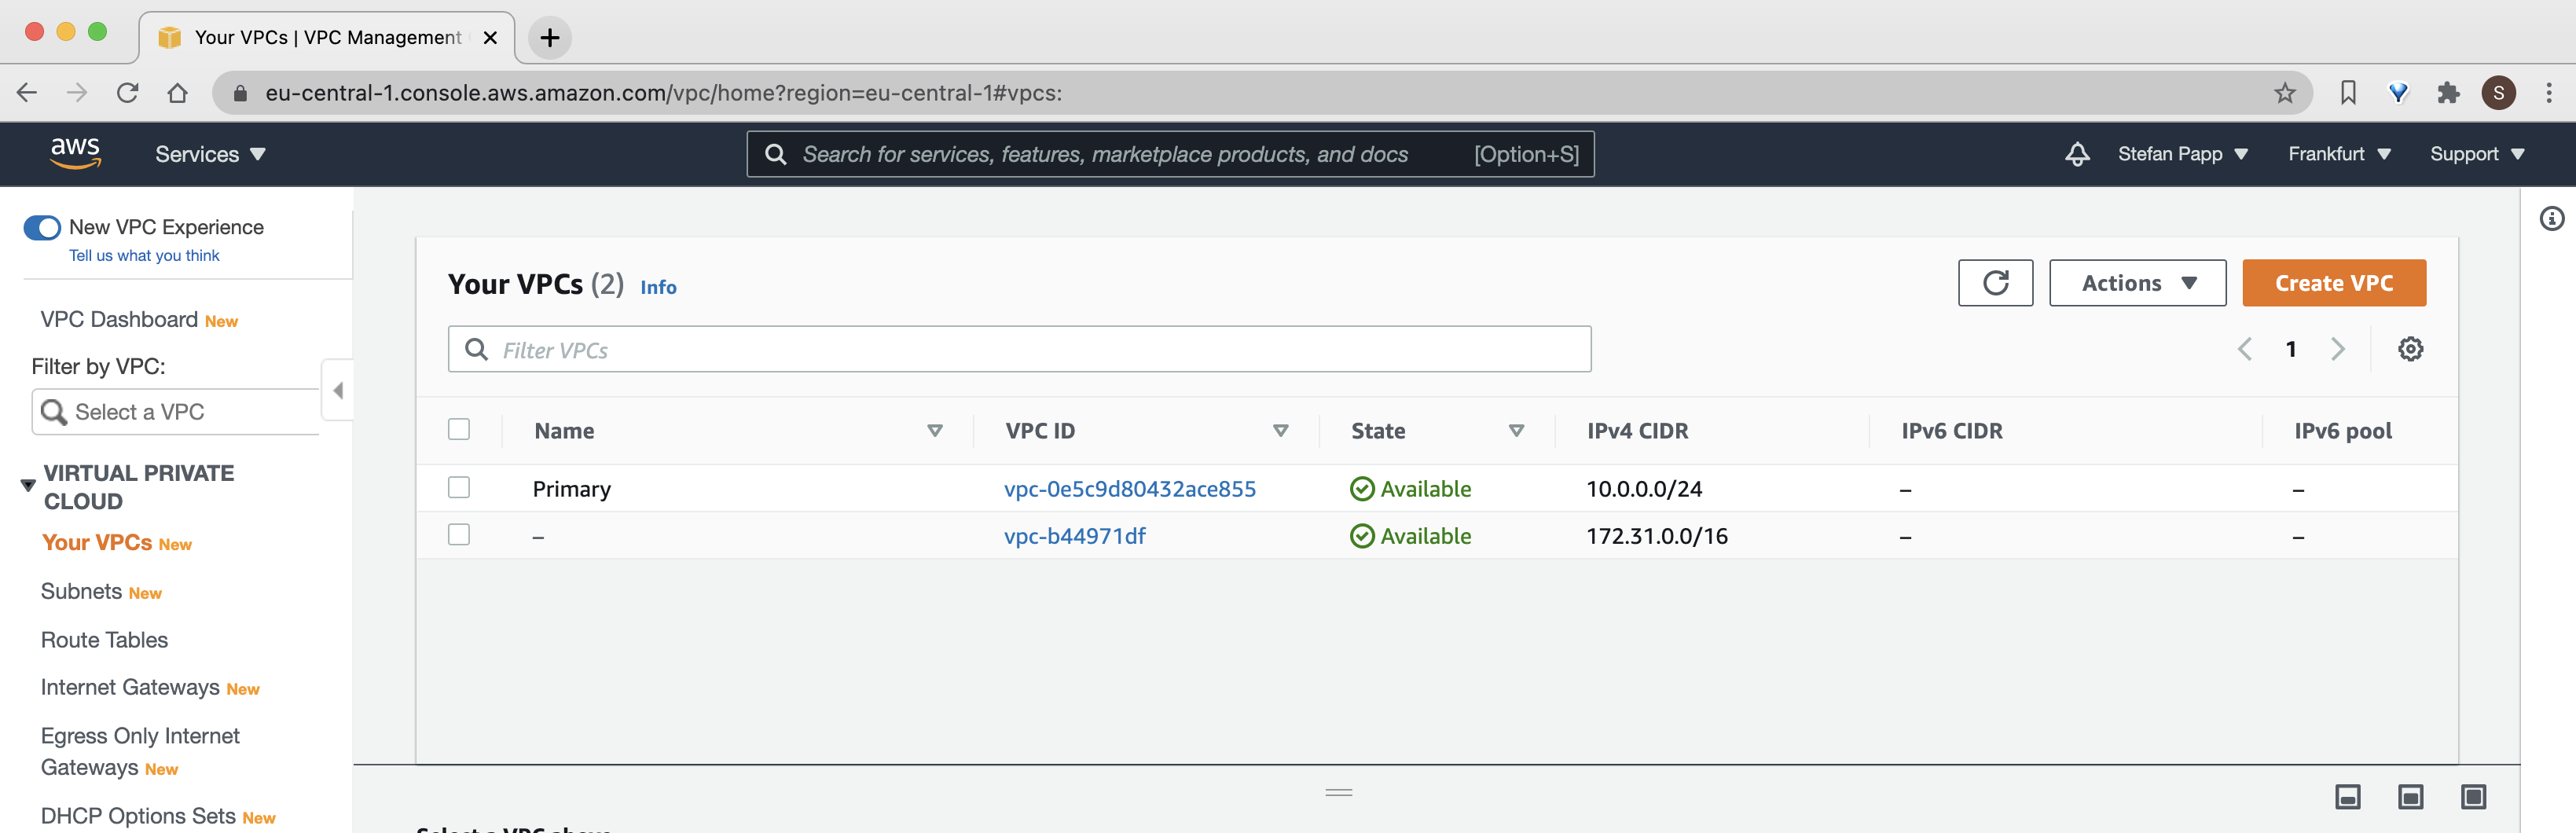 Your VPCs | VPC Management
eu-central-1.console.aws.amazon.com/vpc/home?region=eu-central-1#vpcs:
S
aws
Services
Search for services, features, marketplace products, and docs [Option+S]
Stefan Papp
Frankfurt
Support
New VPC Experience
Tell us what you think
VPC Dashboard New
Filter by VPC:
Select a VPC
VIRTUAL PRIVATE
CLOUD
Your VPCs New
Subnets New
Route Tables
Internet Gateways New
Egress Only Internet
Gateways New
DHCP Options Sets New
Your VPCs (2) Info
Actions
Create VPC
Filter VPCs
1
Name VPC ID State IPv4 CIDR IPv6 CIDR IPv6 pool
Primary vpc-0e5c9d80432ace855 Available 10.0.0.0/24 – –
– vpc-b44971df Available 172.31.0.0/16 – –
Select a VPC above